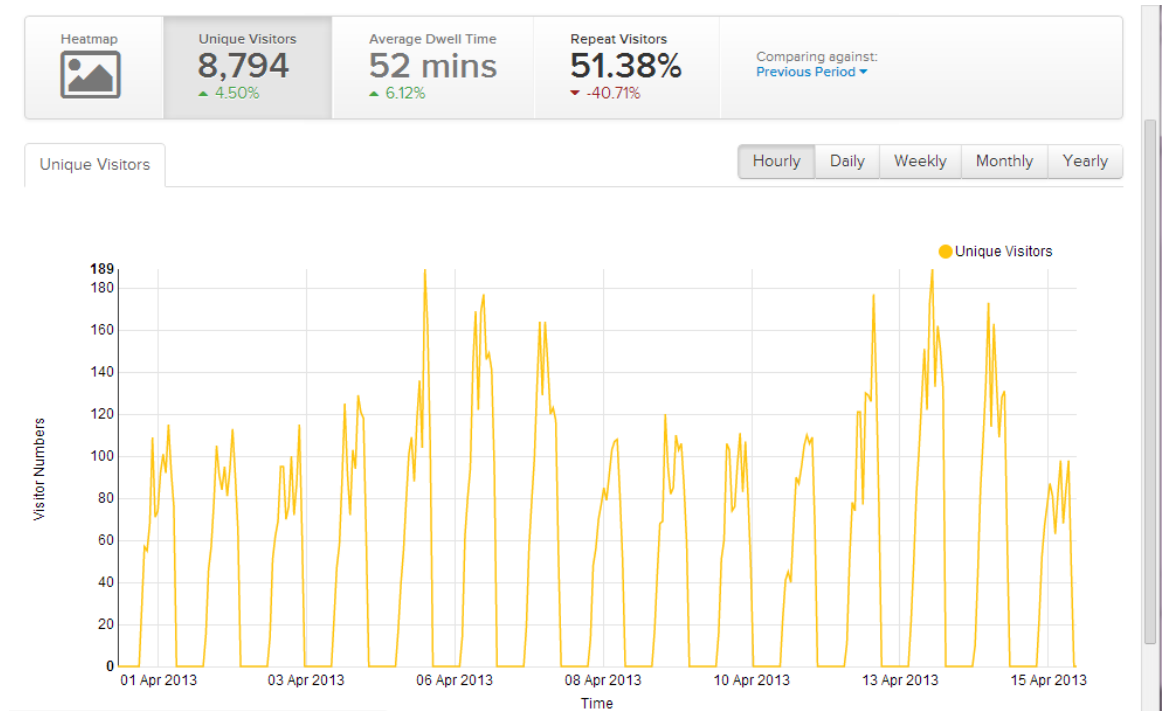 Heatmap
Unique Visitors
8,794
4.50%
Average Dwell Time
52 mins
6.12%
Repeat Visitors
51.38%
-40.71%
Comparing against:
Previous Period
Unique Visitors
Hourly Daily Weekly Monthly Yearly
Unique Visitors
189
180
160
140
120
100
80
60
40
20
0
Visitor Numbers
01 Apr 2013 03 Apr 2013 06 Apr 2013 08 Apr 2013 10 Apr 2013 13 Apr 2013 15 Apr 2013
Time